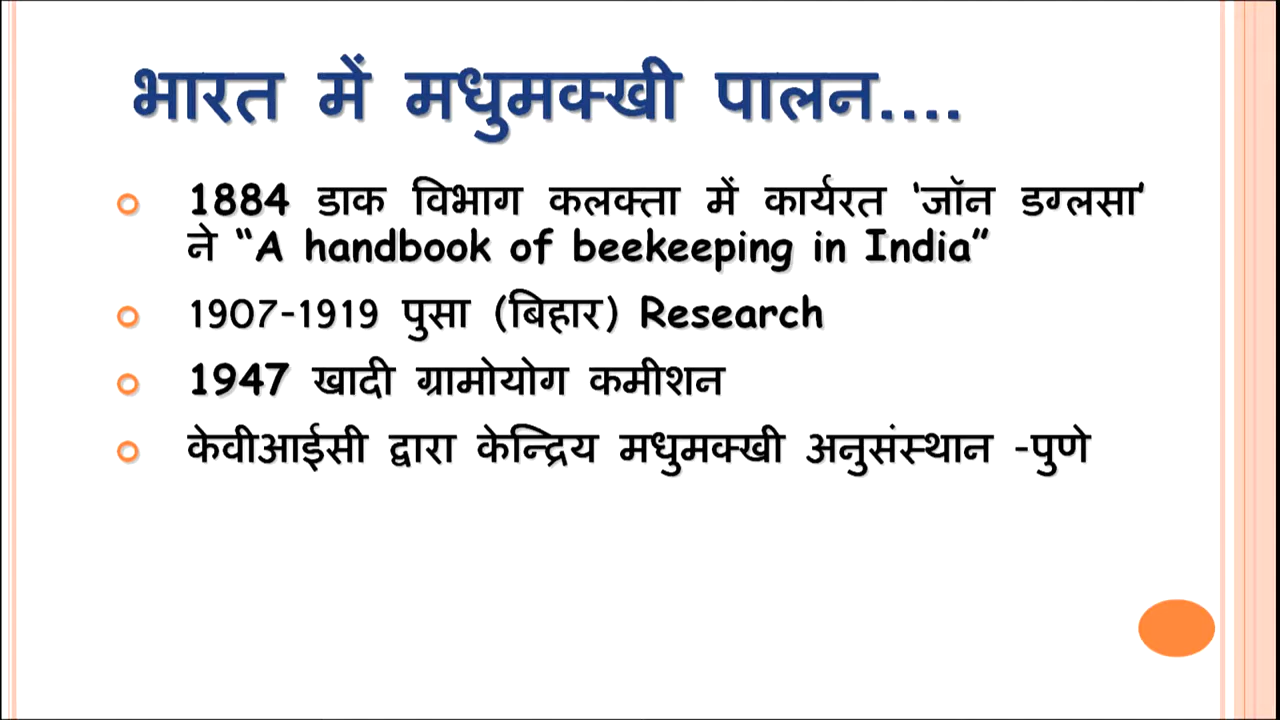 भारत में मधुमक्खी पालन....
1884 डाक विभाग कलक्ता में कार्यरत 'जॉन डग्लसा'
ने “A handbook of beekeeping in India”
1907-1919 पुसा (बिहार) Research
1947 खादी ग्रामोयोग कमीशन
केवीआईसी द्वारा केन्द्रिय मधुमक्खी अनुसंस्थान -पुणे